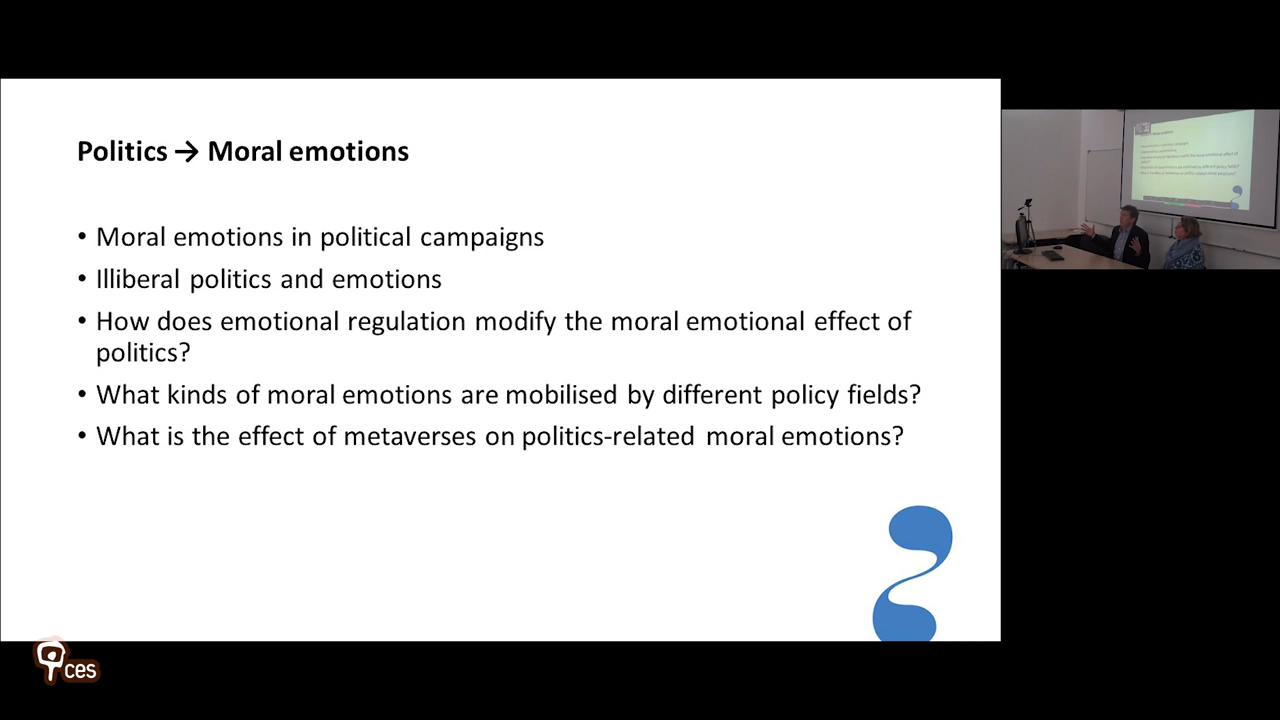 Politics → Moral emotions
• Moral emotions in political campaigns
• Illiberal politics and emotions
• How does emotional regulation modify the moral emotional effect of
politics?
• What kinds of moral emotions are mobilised by different policy fields?
• What is the effect of metaverses on politics-related moral emotions?
ces